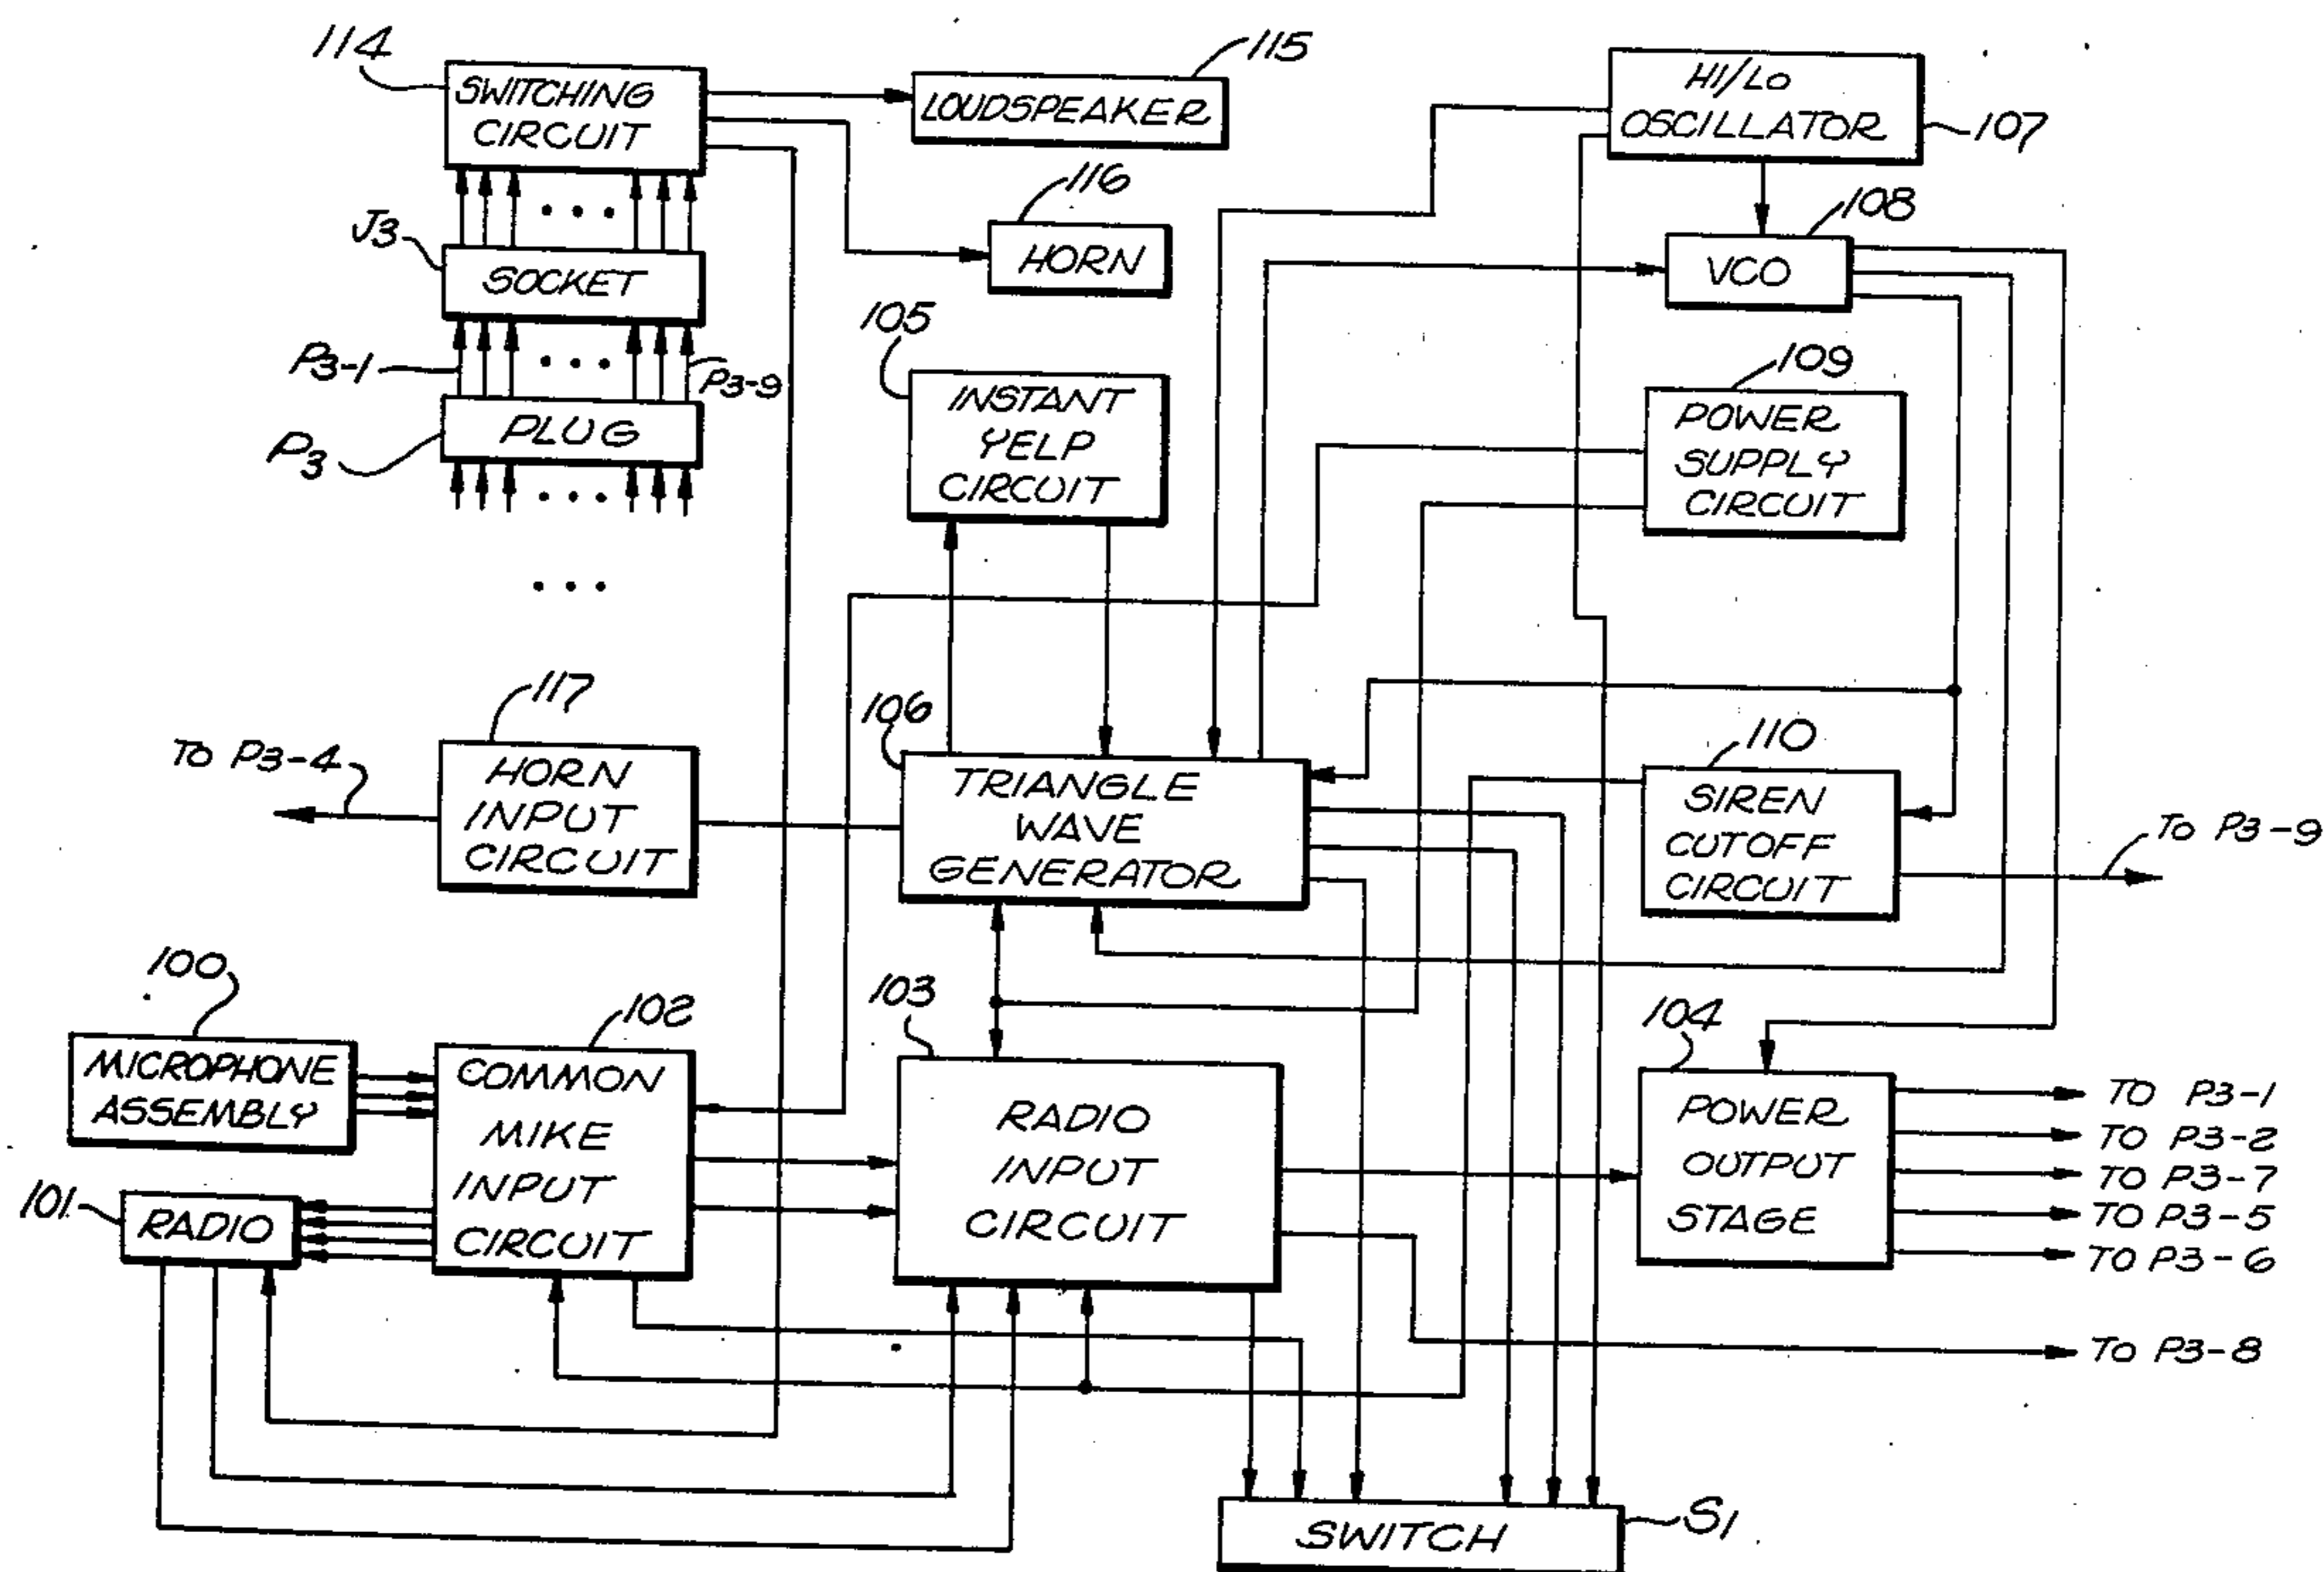 114
SWITCHING
CIRCUIT
115
LOUDSPEAKER
HI/LO
OSCILLATOR
107
116
HORN
108
VCO
J3
SOCKET
P3-1
P3-9
P3
PLUG
105
INSTANT
YELP
CIRCUIT
109
POWER
SUPPLY
CIRCUIT
117
HORN
INPUT
CIRCUIT
TO P3-4
106
TRIANGLE
WAVE
GENERATOR
110
SIREN
CUTOFF
CIRCUIT
TO P3-9
100
MICROPHONE
ASSEMBLY
102
COMMON
MIKE
INPUT
CIRCUIT
101
RADIO
103
RADIO
INPUT
CIRCUIT
104
POWER
OUTPUT
STAGE
TO P3-1
TO P3-2
TO P3-7
TO P3-5
TO P3-6
TO P3-8
SWITCH
S1